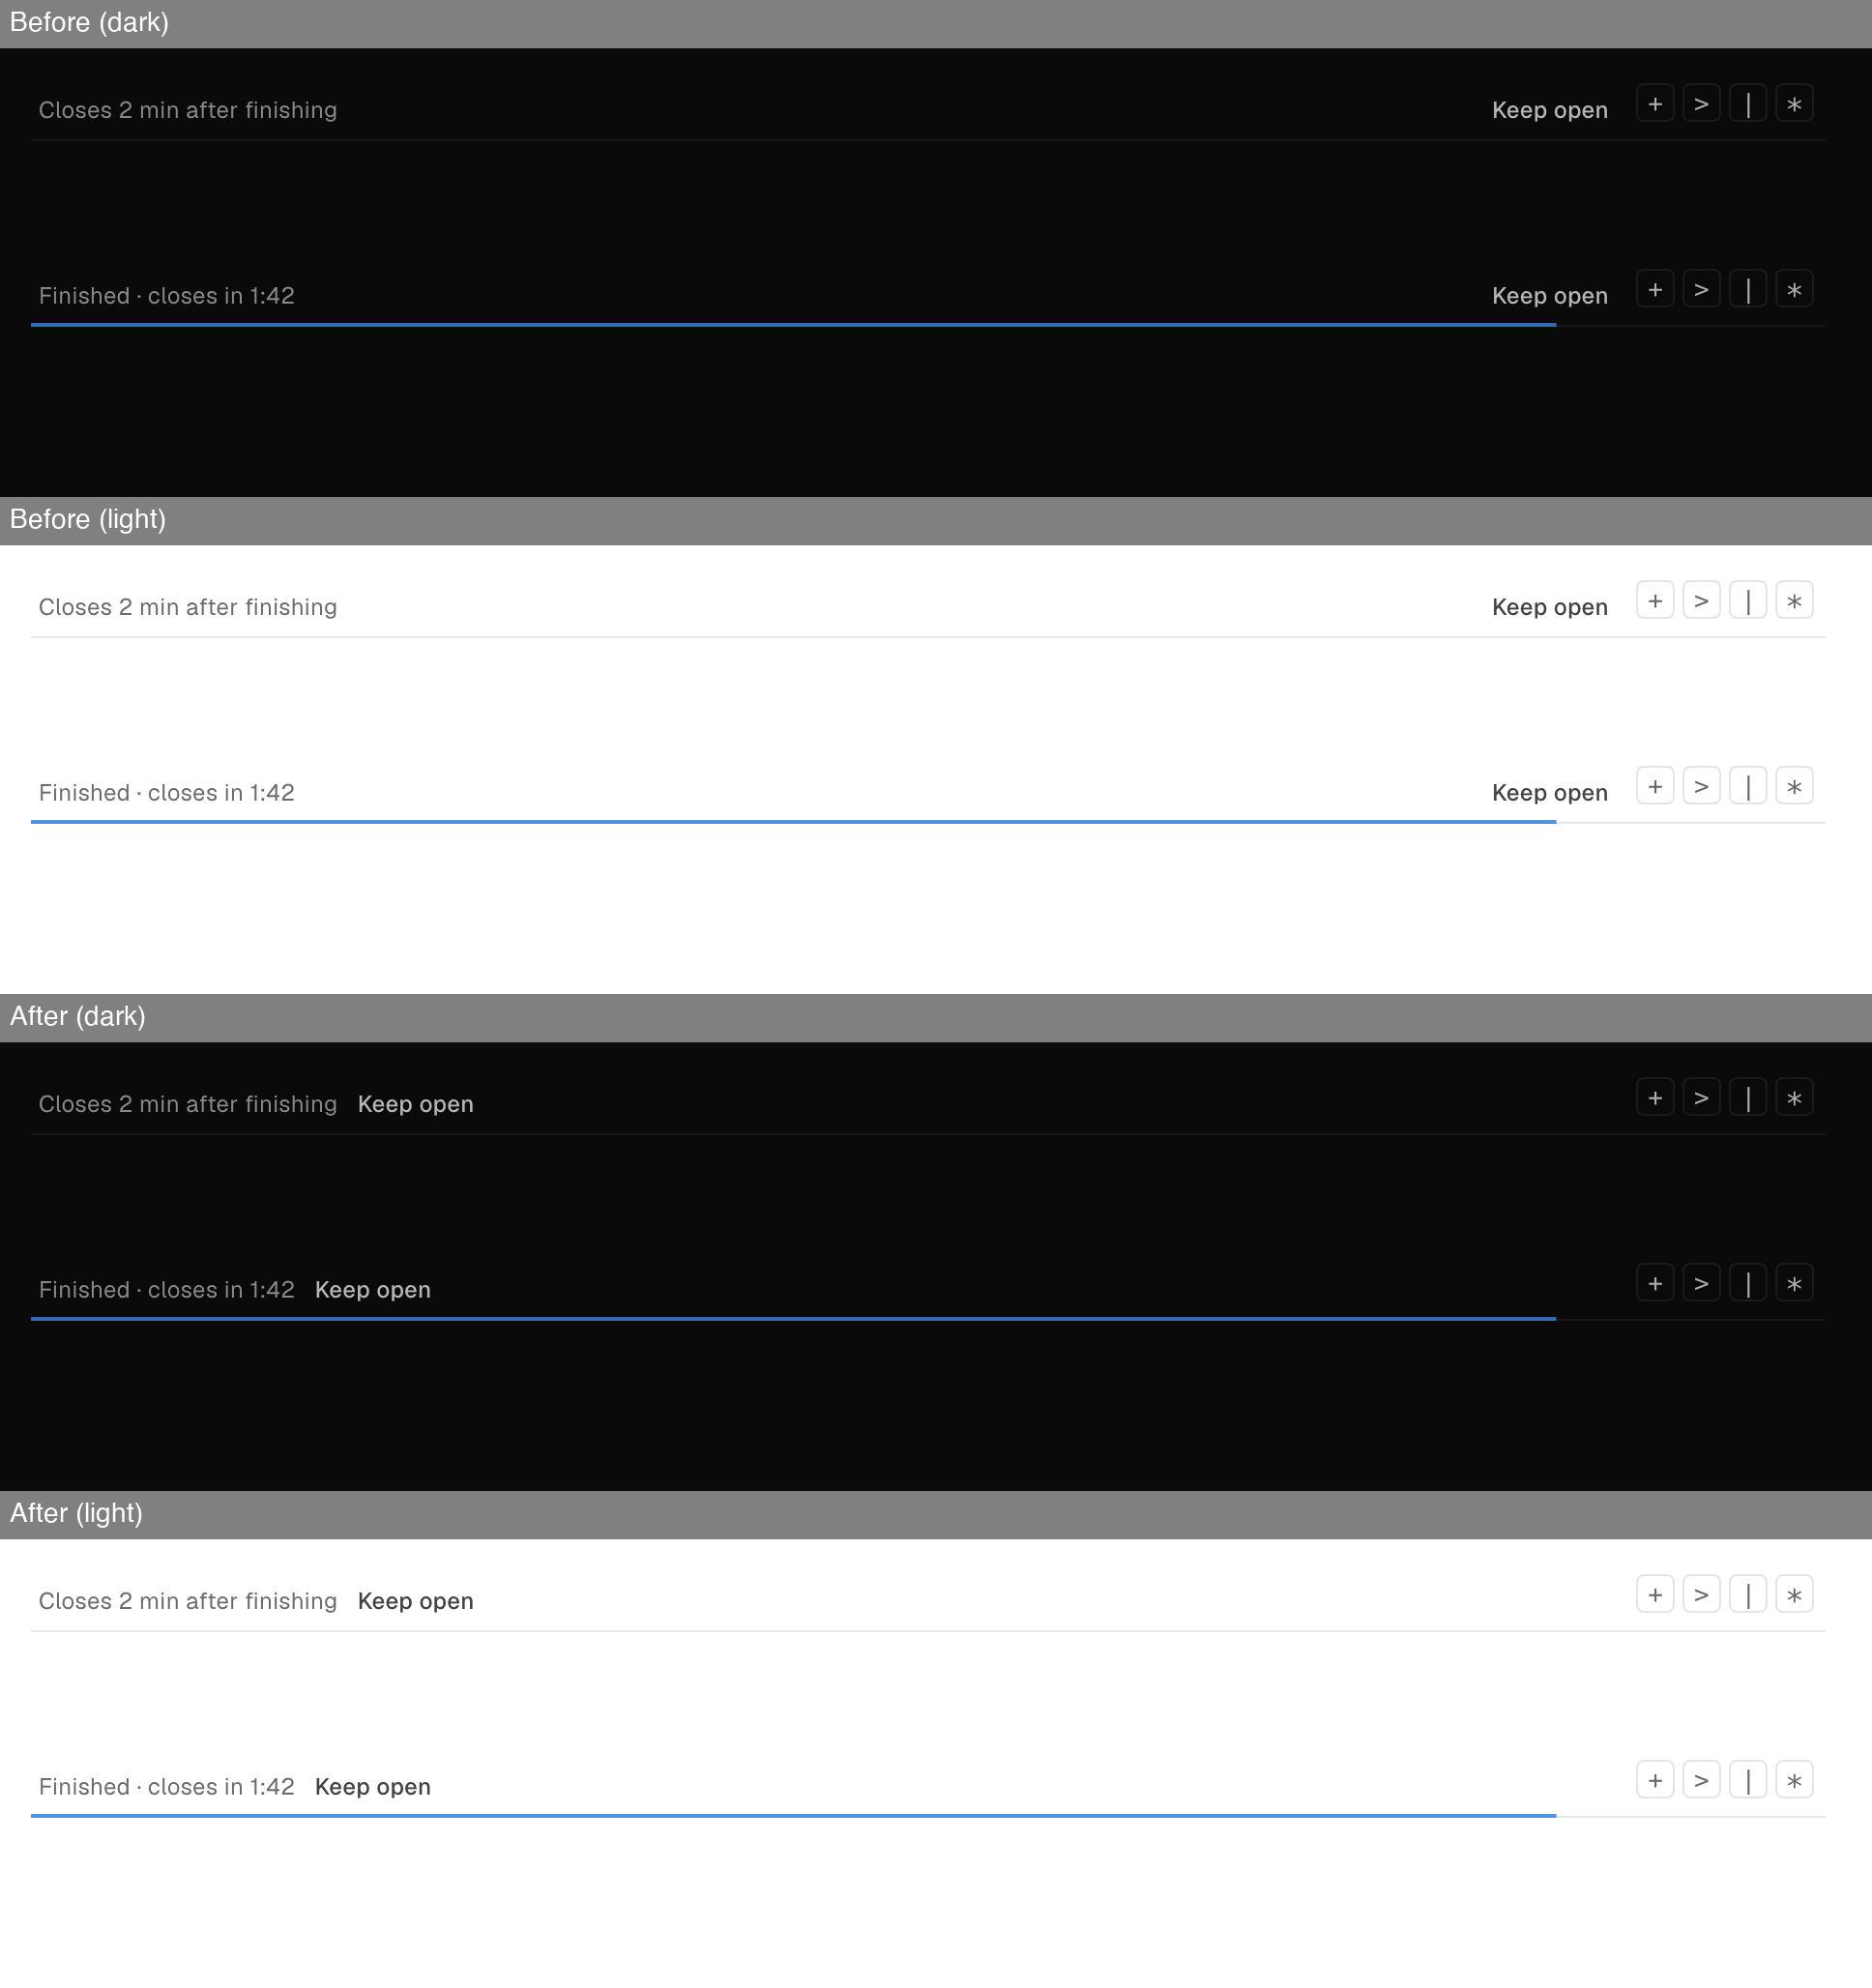 Before (dark)
Closes 2 min after finishing Keep open + > | *
Finished · closes in 1:42 Keep open + > | *
Before (light)
Closes 2 min after finishing Keep open + > | *
Finished · closes in 1:42 Keep open + > | *
After (dark)
Closes 2 min after finishing Keep open + > | *
Finished · closes in 1:42 Keep open + > | *
After (light)
Closes 2 min after finishing Keep open + > | *
Finished · closes in 1:42 Keep open + > | *